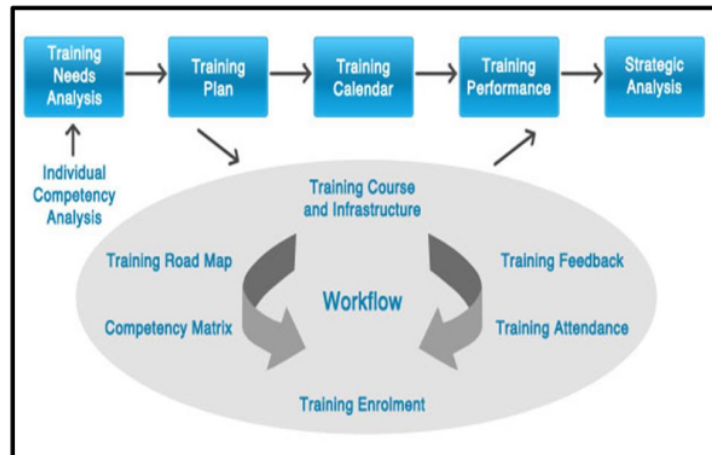 Training
Needs
Analysis
Training
Plan
Training
Calendar
Training
Performance
Strategic
Analysis
Individual
Competency
Analysis
Training Course
and Infrastructure
Training Road Map
Training Feedback
Workflow
Competency Matrix
Training Attendance
Training Enrolment